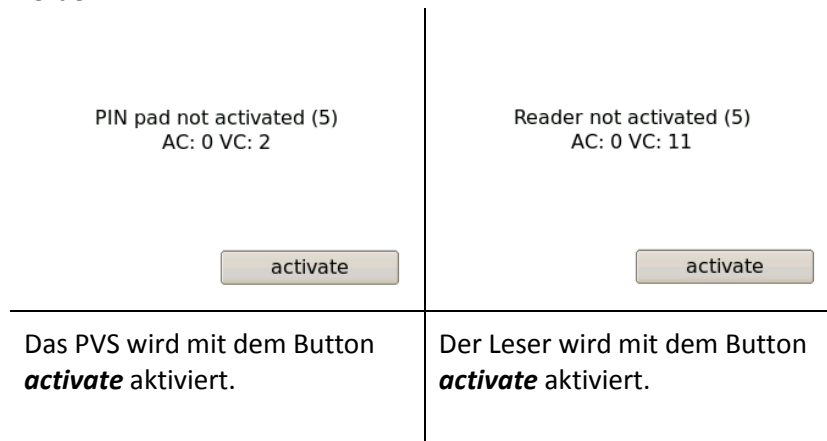 PIN pad not activated (5)
AC: 0 VC: 2
activate
Reader not activated (5)
AC: 0 VC: 11
activate
Das PVS wird mit dem Button
activate aktiviert.
Der Leser wird mit dem Button
activate aktiviert.